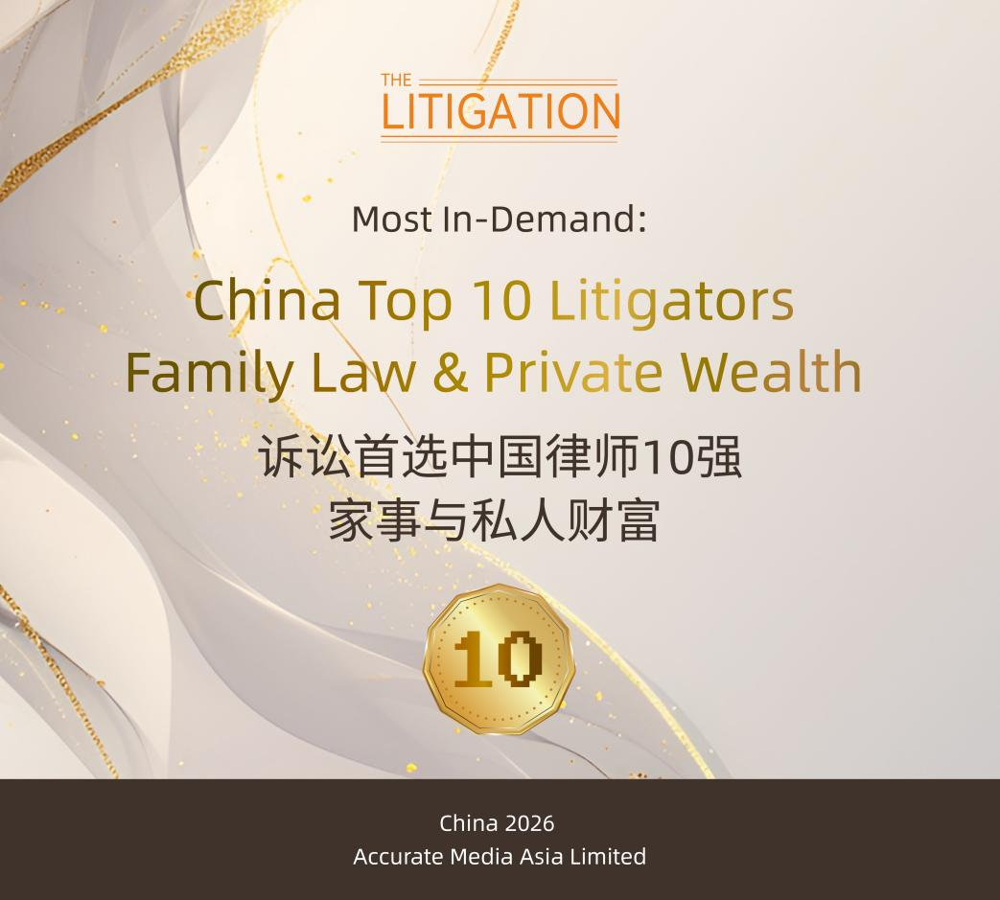 THE
LITIGATION
Most In-Demand:
China Top 10 Litigators
Family Law & Private Wealth
诉讼首选中国律师10强
家事与私人财富
10
China 2026
Accurate Media Asia Limited